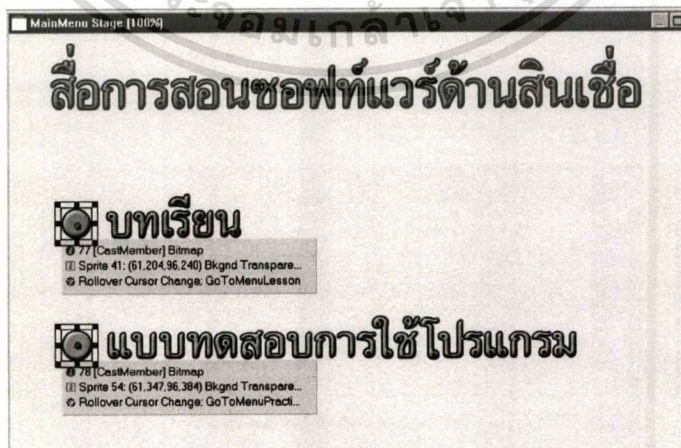 MainMenu Stage [100%]
สื่อการสอนซอฟท์แวร์ด้านสินเชื่อ
บทเรียน
77 [CastMember] Bitmap
Sprite 41: (61,204,96,240) Bkgnd Transpare...
Rollover Cursor Change; GoToMenuLesson
แบบทดสอบการใช้โปรแกรม
78 [CastMember] Bitmap
Sprite 54: (61,347,96,384) Bkgnd Transpare...
Rollover Cursor Change; GoToMenuPracti...